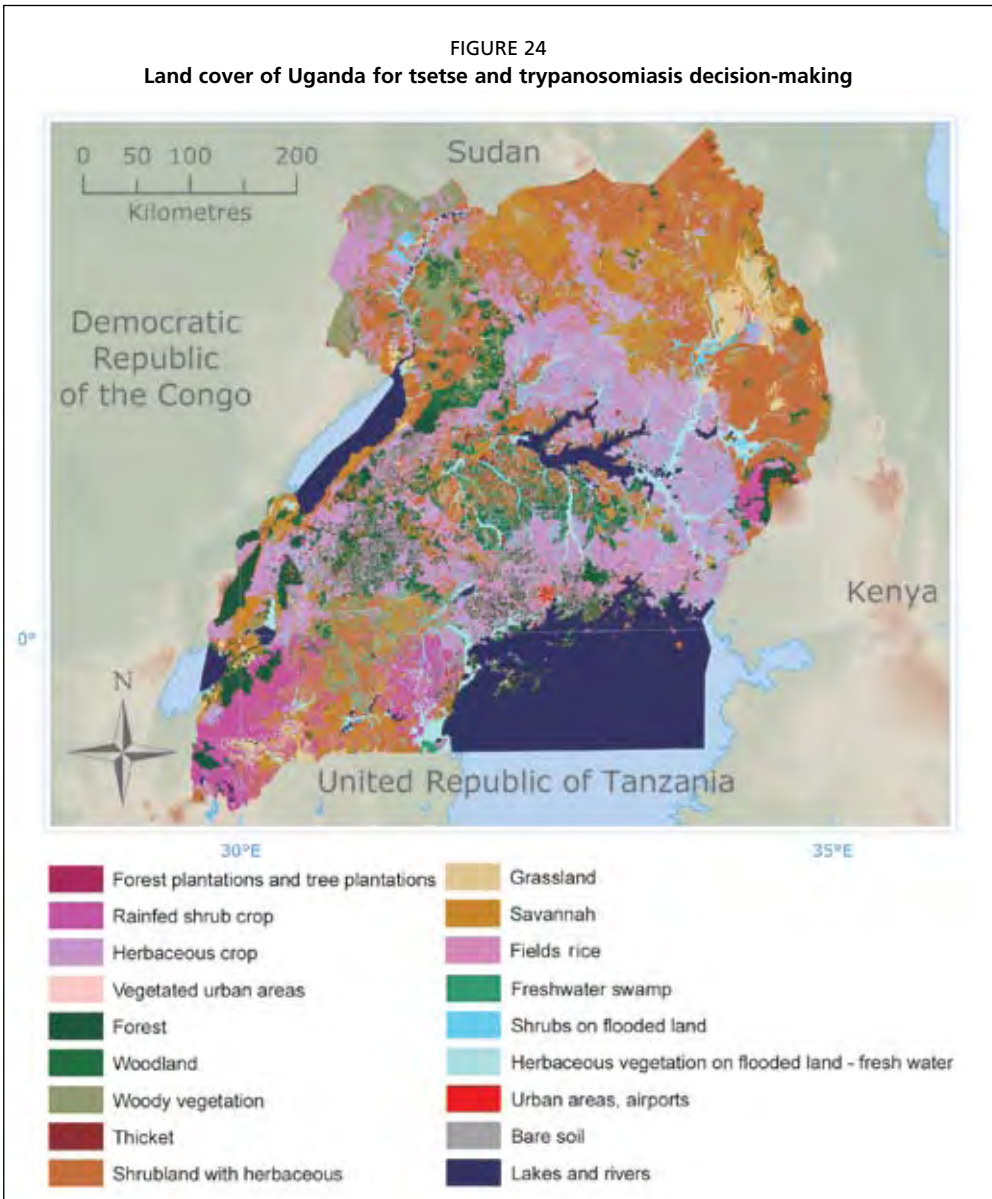 FIGURE 24
Land cover of Uganda for tsetse and trypanosomiasis decision-making
0 50 100 200
Kilometres
Sudan
Democratic
Republic
of the Congo
Kenya
0°
N
United Republic of Tanzania
30°E
35°E
Forest plantations and tree plantations
Rainfed shrub crop
Herbaceous crop
Vegetated urban areas
Forest
Woodland
Woody vegetation
Thicket
Shrubland with herbaceous
Grassland
Savannah
Fields rice
Freshwater swamp
Shrubs on flooded land
Herbaceous vegetation on flooded land - fresh water
Urban areas, airports
Bare soil
Lakes and rivers